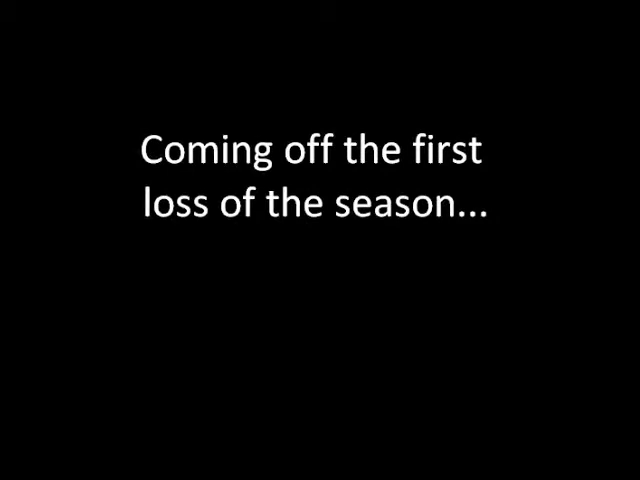 Coming off the first
loss of the season...